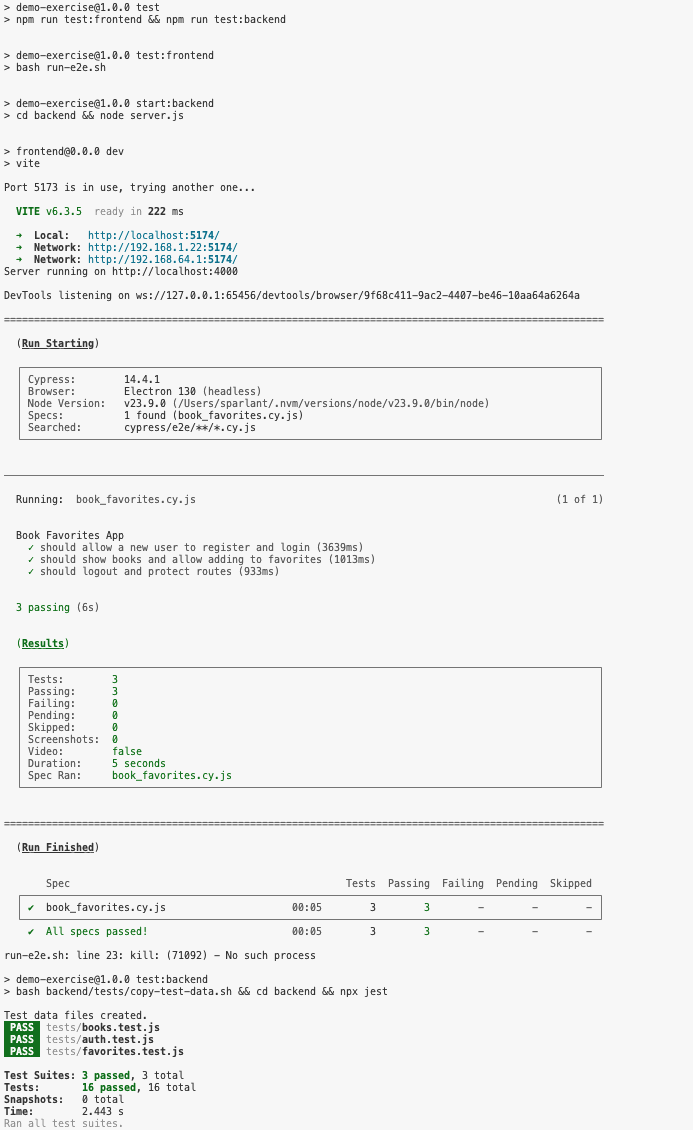 > demo-exercise@1.0.0 test
> npm run test:frontend && npm run test:backend
> demo-exercise@1.0.0 test:frontend
> bash run-e2e.sh
> demo-exercise@1.0.0 start:backend
> cd backend && node server.js
> frontend@0.0.0 dev
> vite
Port 5173 is in use, trying another one...
VITE v6.3.5 ready in 222 ms
➜ Local: http://localhost:5174/
➜ Network: http://192.168.1.22:5174/
➜ Network: http://192.168.64.1:5174/
Server running on http://localhost:4000
DevTools listening on ws://127.0.0.1:65456/devtools/browser/9f68c411-9ac2-4407-be46-10aa64a6264a
====================================================================================================
(Run Starting)
Cypress: 14.4.1
Browser: Electron 130 (headless)
Node Version: v23.9.0 (/Users/sparlant/.nvm/versions/node/v23.9.0/bin/node)
Specs: 1 found (book_favorites.cy.js)
Searched: cypress/e2e/**/*.cy.js
Running: book_favorites.cy.js (1 of 1)
Book Favorites App
✓ should allow a new user to register and login (3639ms)
✓ should show books and allow adding to favorites (1013ms)
✓ should logout and protect routes (933ms)
3 passing (6s)
(Results)
Tests: 3
Passing: 3
Failing: 0
Pending: 0
Skipped: 0
Screenshots: 0
Video: false
Duration: 5 seconds
Spec Ran: book_favorites.cy.js
====================================================================================================
(Run Finished)
Spec Tests Passing Failing Pending Skipped
✔ book_favorites.cy.js 00:05 3 3 – – –
✔ All specs passed! 00:05 3 3 – – –
run-e2e.sh: line 23: kill: (71092) - No such process
> demo-exercise@1.0.0 test:backend
> bash backend/tests/copy-test-data.sh && cd backend && npx jest
Test data files created.
PASS tests/books.test.js
PASS tests/auth.test.js
PASS tests/favorites.test.js
Test Suites: 3 passed, 3 total
Tests: 16 passed, 16 total
Snapshots: 0 total
Time: 2.443 s
Ran all test suites.